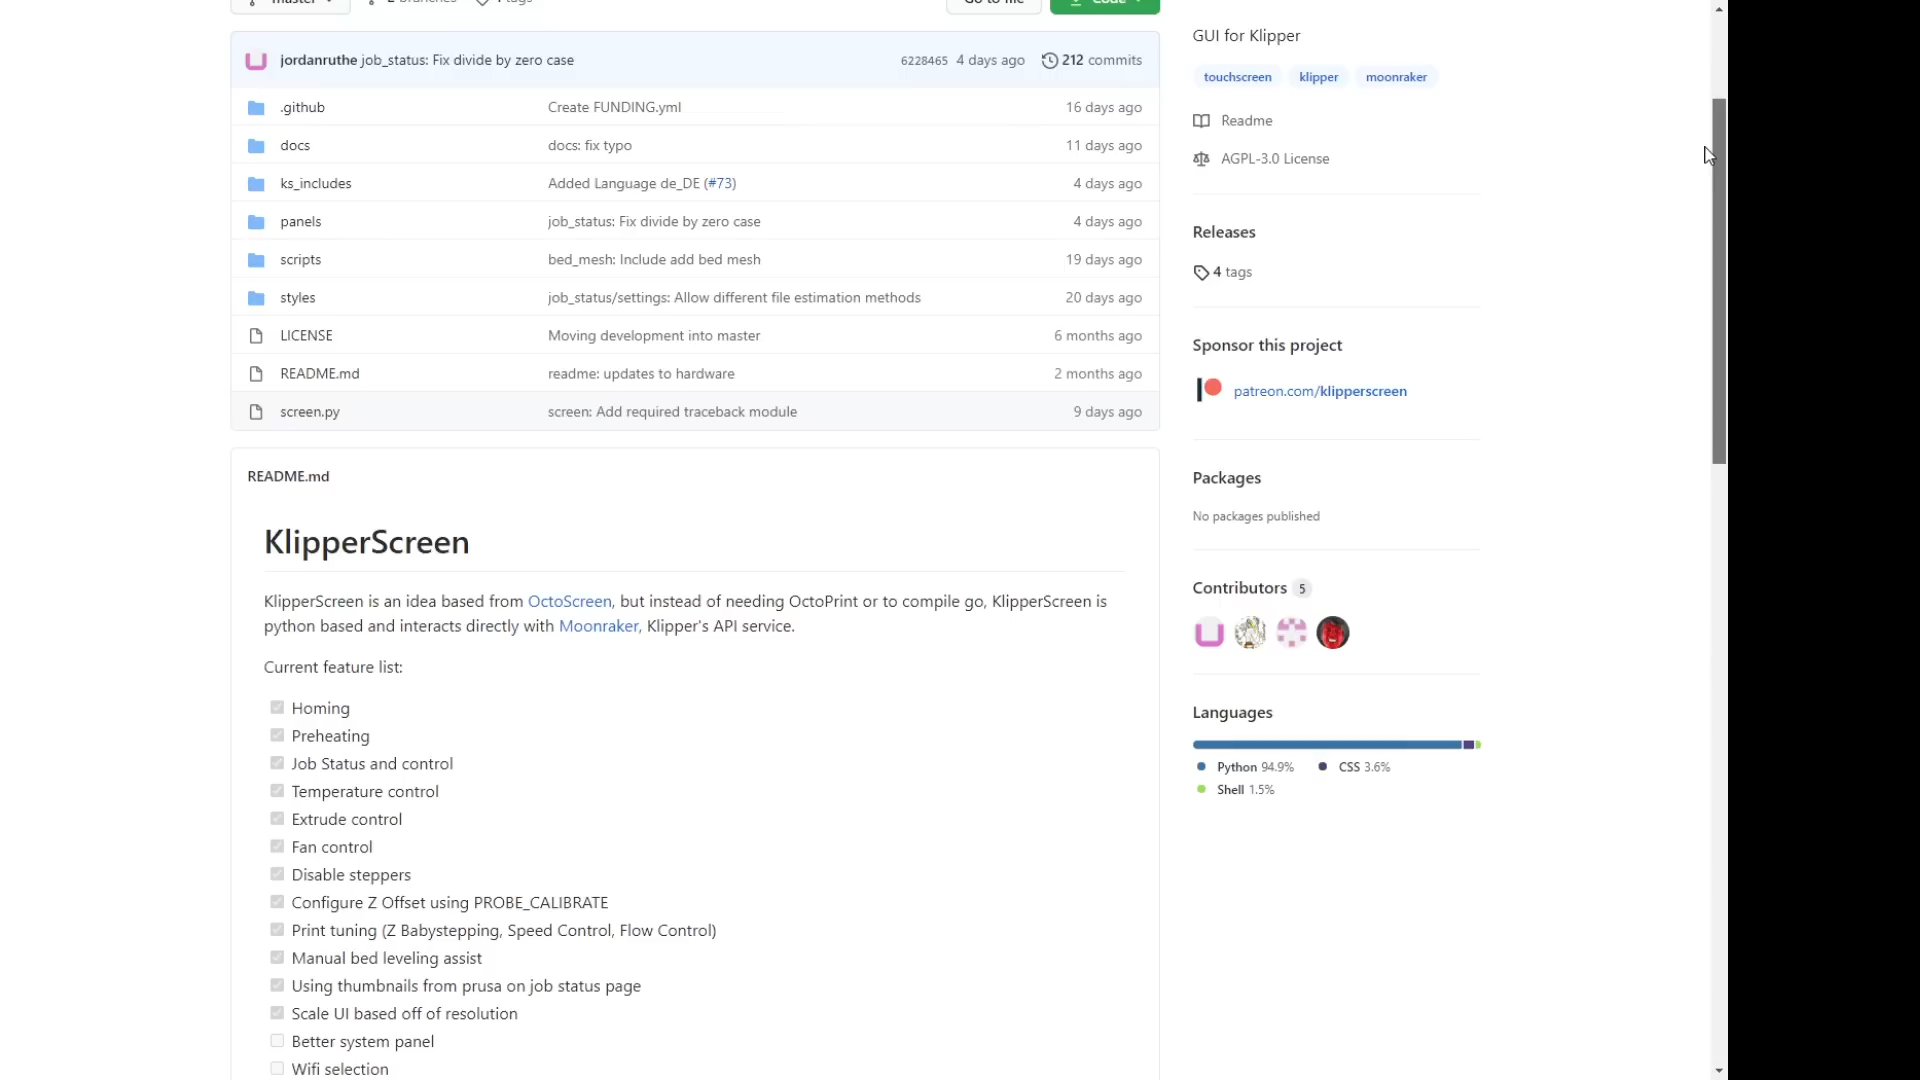 master
2 branches
tags
Go to file
Code
jordanruthe job_status: Fix divide by zero case
6228465 4 days ago 212 commits
.github Create FUNDING.yml 16 days ago
docs docs: fix typo 11 days ago
ks_includes Added Language de_DE (#73) 4 days ago
panels job_status: Fix divide by zero case 4 days ago
scripts bed_mesh: Include add bed mesh 19 days ago
styles job_status/settings: Allow different file estimation methods 20 days ago
LICENSE Moving development into master 6 months ago
README.md readme: updates to hardware 2 months ago
screen.py screen: Add required traceback module 9 days ago
README.md
KlipperScreen
KlipperScreen is an idea based from OctoScreen, but instead of needing OctoPrint or to compile go, KlipperScreen is
python based and interacts directly with Moonraker, Klipper's API service.
Current feature list:
Homing
Preheating
Job Status and control
Temperature control
Extrude control
Fan control
Disable steppers
Configure Z Offset using PROBE_CALIBRATE
Print tuning (Z Babystepping, Speed Control, Flow Control)
Manual bed leveling assist
Using thumbnails from prusa on job status page
Scale UI based off of resolution
Better system panel
Wifi selection
GUI for Klipper
touchscreen klipper moonraker
Readme
AGPL-3.0 License
Releases
4 tags
Sponsor this project
patreon.com/klipperscreen
Packages
No packages published
Contributors 5
Languages
Python 94.9% CSS 3.6%
Shell 1.5%